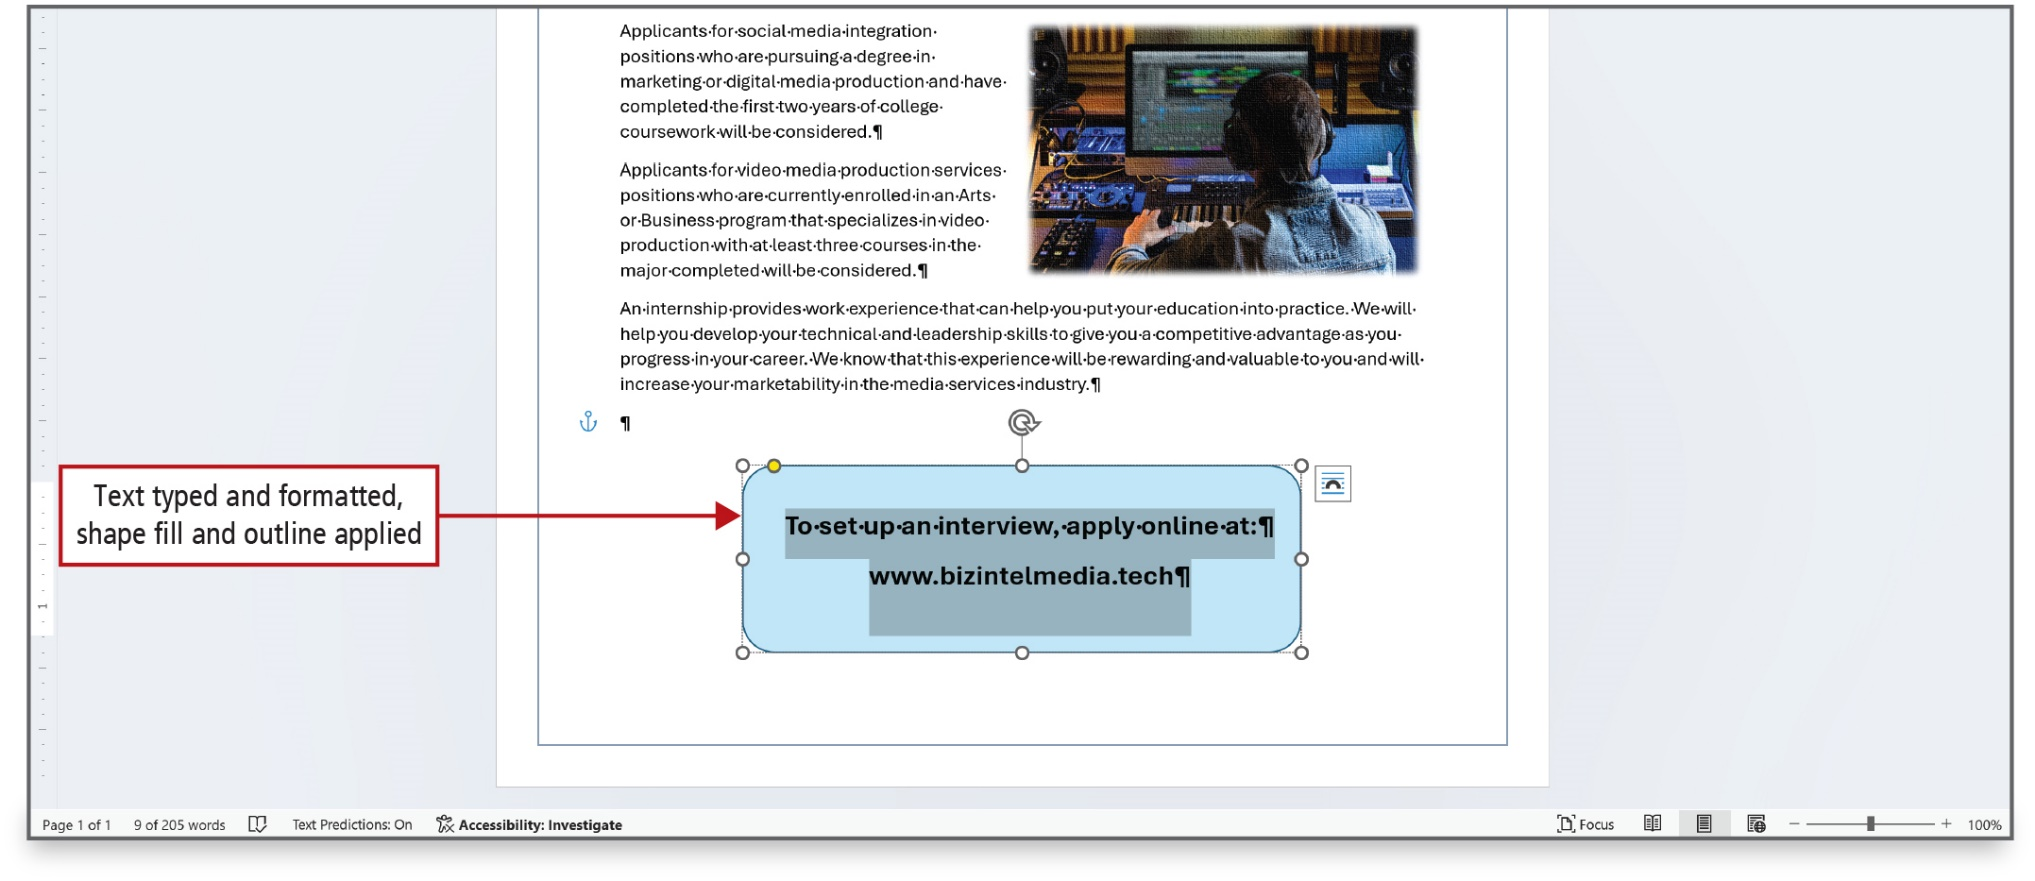 Applicants·for·social·media·integration·
positions·who·are·pursuing·a·degree·in·
marketing·or·digital·media·production·and·have·
completed·the·first·two·years·of·college·
coursework·will·be·considered.¶
Applicants·for·video·media·production·services·
positions·who·are·currently·enrolled·in·an·Arts·
or·Business·program·that·specializes·in·video·
production·with·at·least·three·courses·in·the·
major·completed·will·be·considered.¶
An·internship·provides·work·experience·that·can·help·you·put·your·education·into·practice.·We·will·
help·you·develop·your·technical·and·leadership·skills·to·give·you·a·competitive·advantage·as·you·
progress·in·your·career.·We·know·that·this·experience·will·be·rewarding·and·valuable·to·you·and·will·
increase·your·marketability·in·the·media·services·industry.¶
¶
Text typed and formatted,
shape fill and outline applied
To·set·up·an·interview,·apply·online·at:¶
www.bizintelmedia.tech¶
1
Page 1 of 1 9 of 205 words Text Predictions: On Accessibility: Investigate Focus 100%